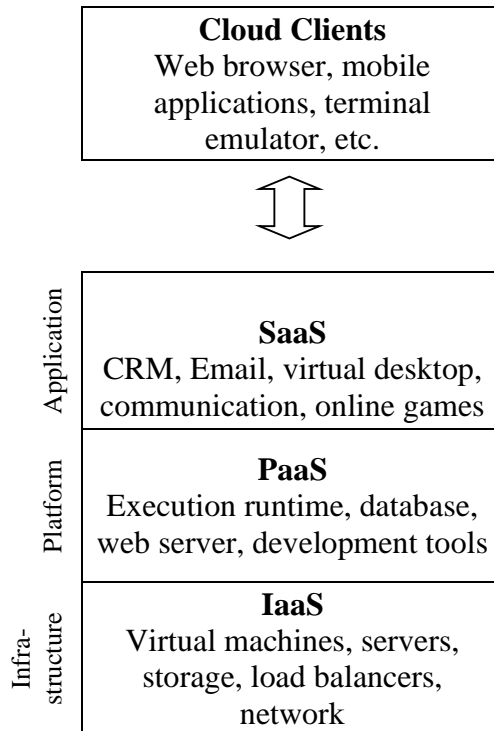 Cloud Clients
Web browser, mobile
applications, terminal
emulator, etc.
Application
SaaS
CRM, Email, virtual desktop,
communication, online games
Platform
PaaS
Execution runtime, database,
web server, development tools
Infra-
structure
IaaS
Virtual machines, servers,
storage, load balancers,
network